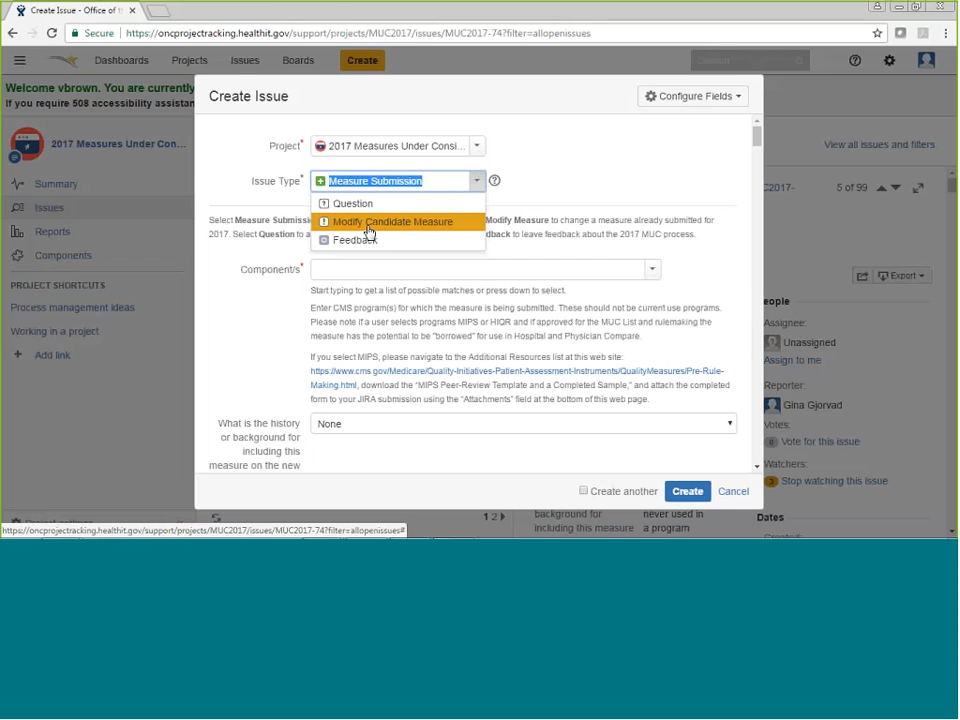 Create Issue - Office of t
Secure
https://oncprojectracking.healthit.gov/support/projects/MUC2017/issues/MUC2017-74?filter=allopenissues
Dashboards
Projects
Issues
Boards
Create
Search
Welcome vbrown. You are currently
If you require 508 accessibility assistan
2017 Measures Under Con...
View all issues and filters
Summary
Issues
Reports
Components
PROJECT SHORTCUTS
Process management ideas
Working in a project
Add link
Create Issue
Configure Fields
Project*
2017 Measures Under Consi...
Issue Type*
Measure Submission
Question
Modify Candidate Measure
Feedback
Select Measure Submissi
Modify Measure to change a measure already submitted for
2017. Select Question to a
dback to leave feedback about the 2017 MUC process.
Component/s*
Start typing to get a list of possible matches or press down to select.
Enter CMS program(s) for which the measure is being submitted. These should not be current use programs.
Please note if a user selects programs MIPS or HIQR and if approved for the MUC List and rulemaking the
measure has the potential to be "borrowed" for use in Hospital and Physician Compare.
If you select MIPS, please navigate to the Additional Resources list at this web site:
https://www.cms.gov/Medicare/Quality-Initiatives-Patient-Assessment-Instruments/QualityMeasures/Pre-Rule-
Making.html, download the “MIPS Peer-Review Template and a Completed Sample,” and attach the completed
form to your JIRA submission using the “Attachments” field at the bottom of this web page.
What is the history
or background for
including this
measure on the new
None
Create another
Create
Cancel
C2017-
5 of 99
Export
eople
Assignee:
Unassigned
Assign to me
Reporter:
Gina Gjorvad
Votes:
0 Vote for this issue
Watchers:
3 Stop watching this issue
Dates
1 2
background for
including this measure
never used in
a program
https://oncprojectracking.healthit.gov/support/projects/MUC2017/issues/MUC2017-74?filter=allopenissues#